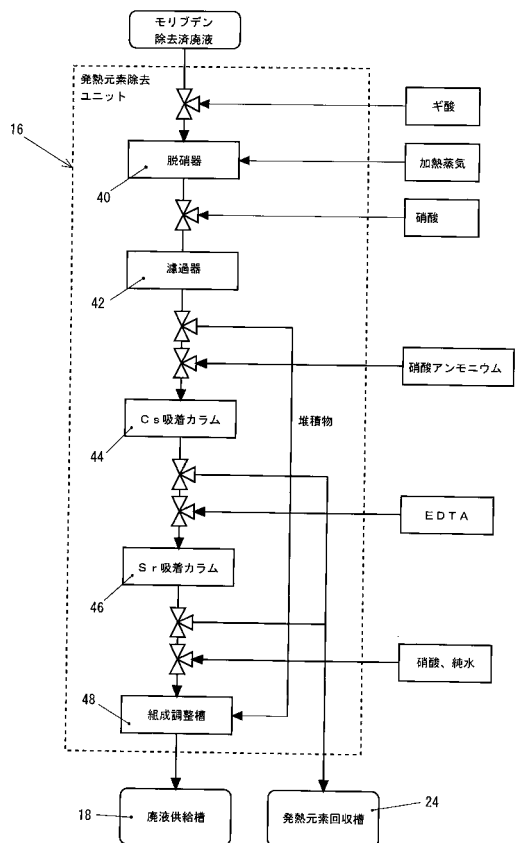 モリブデン
除去済廃液
発熱元素除去
ユニット
16
ギ酸
脱硝器
加熱蒸気
40
硝酸
濾過器
42
硝酸アンモニウム
Cs吸着カラム
堆積物
44
EDTA
Sr吸着カラム
46
硝酸、純水
48
組成調整槽
18
廃液供給槽
発熱元素回収槽
24